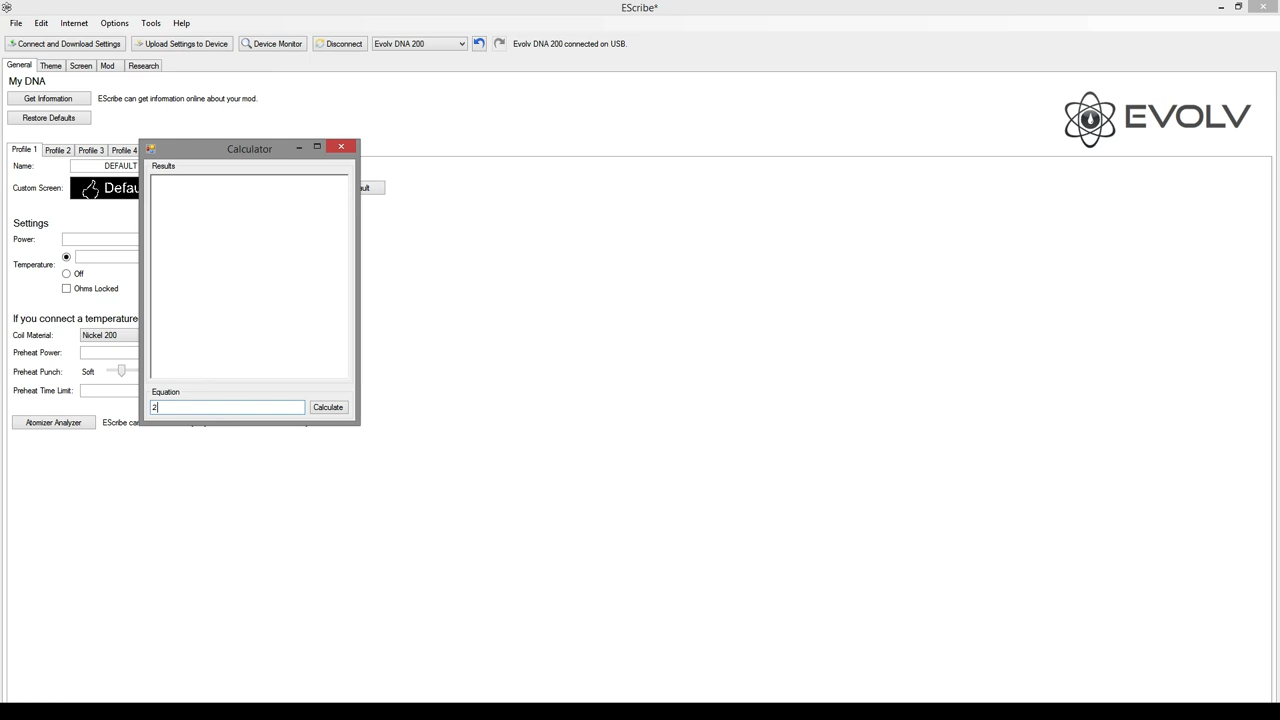 EScribe*
File Edit Internet Options Tools Help
Connect and Download Settings Upload Settings to Device Device Monitor Disconnect Evolv DNA 200 Evolv DNA 200 connected on USB.
General Theme Screen Mod Research
My DNA
Get Information EScribe can get information online about your mod.
Restore Defaults
EVOLV
Profile 1 Profile 2 Profile 3 Profile 4
Name: DEFAULT
Custom Screen: Defau ult
Settings
Power:
Temperature:
Off
Ohms Locked
If you connect a temperature
Coil Material: Nickel 200
Preheat Power:
Preheat Punch: Soft
Preheat Time Limit:
Atomizer Analyzer EScribe ca
Calculator
Results
Equation
2
Calculate